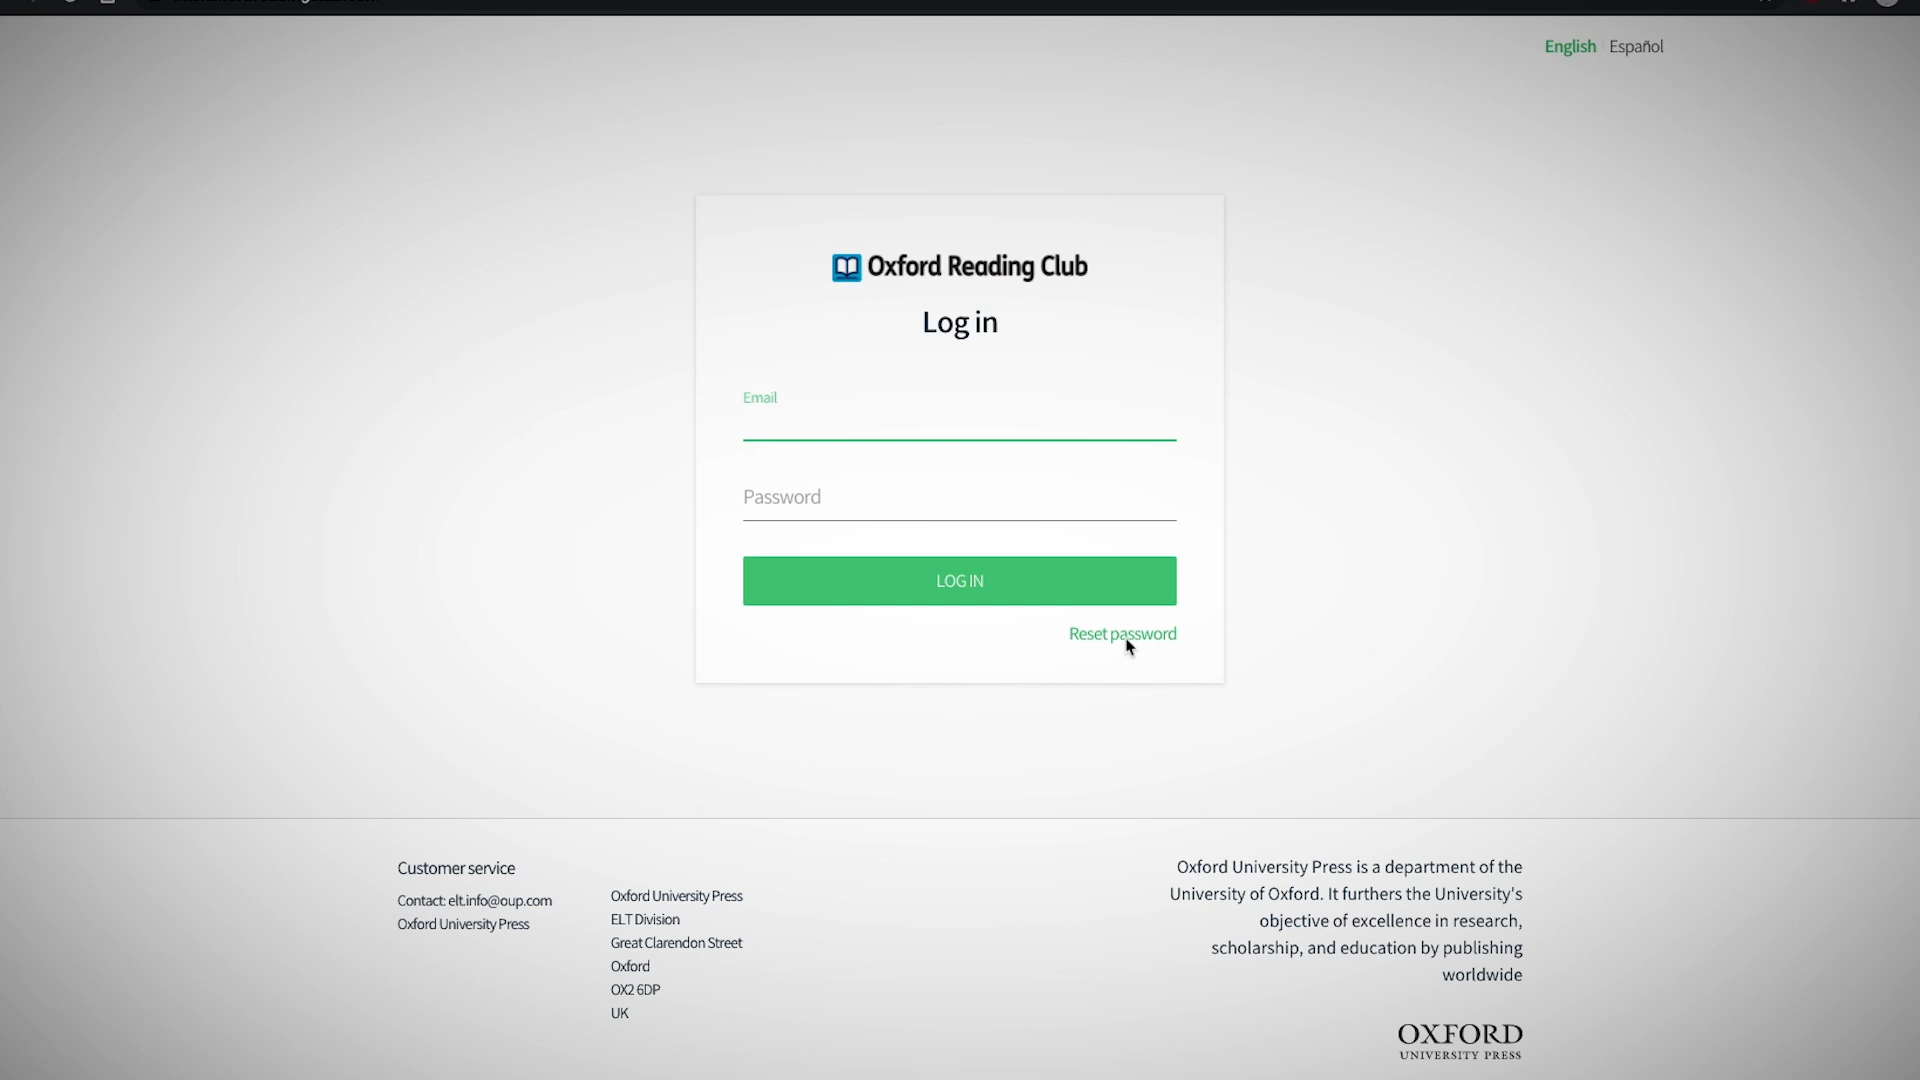 English Español
Oxford Reading Club
Log in
Email
Password
LOG IN
Reset password
Customer service
Contact: elt.info@oup.com
Oxford University Press
Oxford University Press
ELT Division
Great Clarendon Street
Oxford
OX2 6DP
UK
Oxford University Press is a department of the
University of Oxford. It furthers the University's
objective of excellence in research,
scholarship, and education by publishing
worldwide
OXFORD
UNIVERSITY PRESS